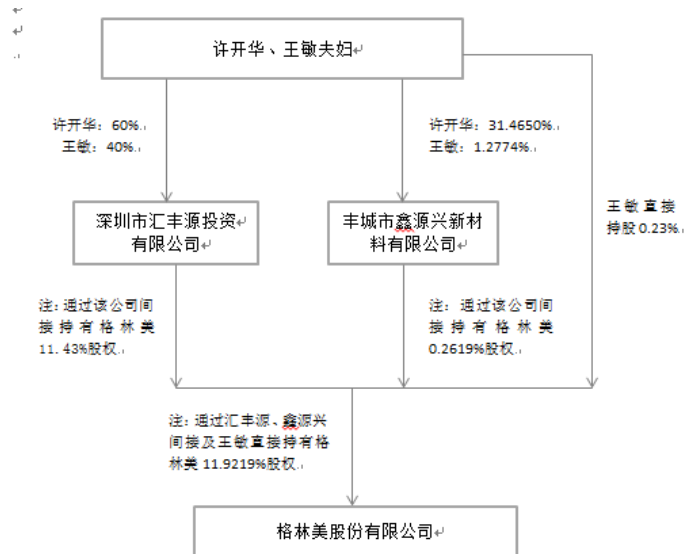 许开华、王敏夫妇
许开华：60%.
王敏：40%.
许开华：31.4650%.
王敏：1.2774%.
王敏直接
持股 0.23%.
深圳市汇丰源投资
有限公司
丰城市鑫源兴新材
料有限公司
注：通过该公司间
接持有格林美
11. 43%股权.
注：通过该公司间
接持有格林美
0.2619%股权.
注：通过汇丰源、鑫源兴
间接及王敏直接持有格
林美 11.9219%股权.
格林美股份有限公司